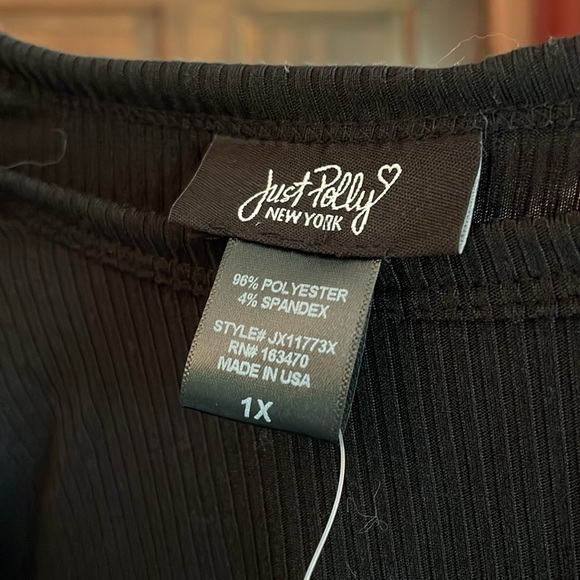 Just Polly
NEW YORK
96% POLYESTER
4% SPANDEX
STYLE# JX11773X
RN# 163470
MADE IN USA
1X